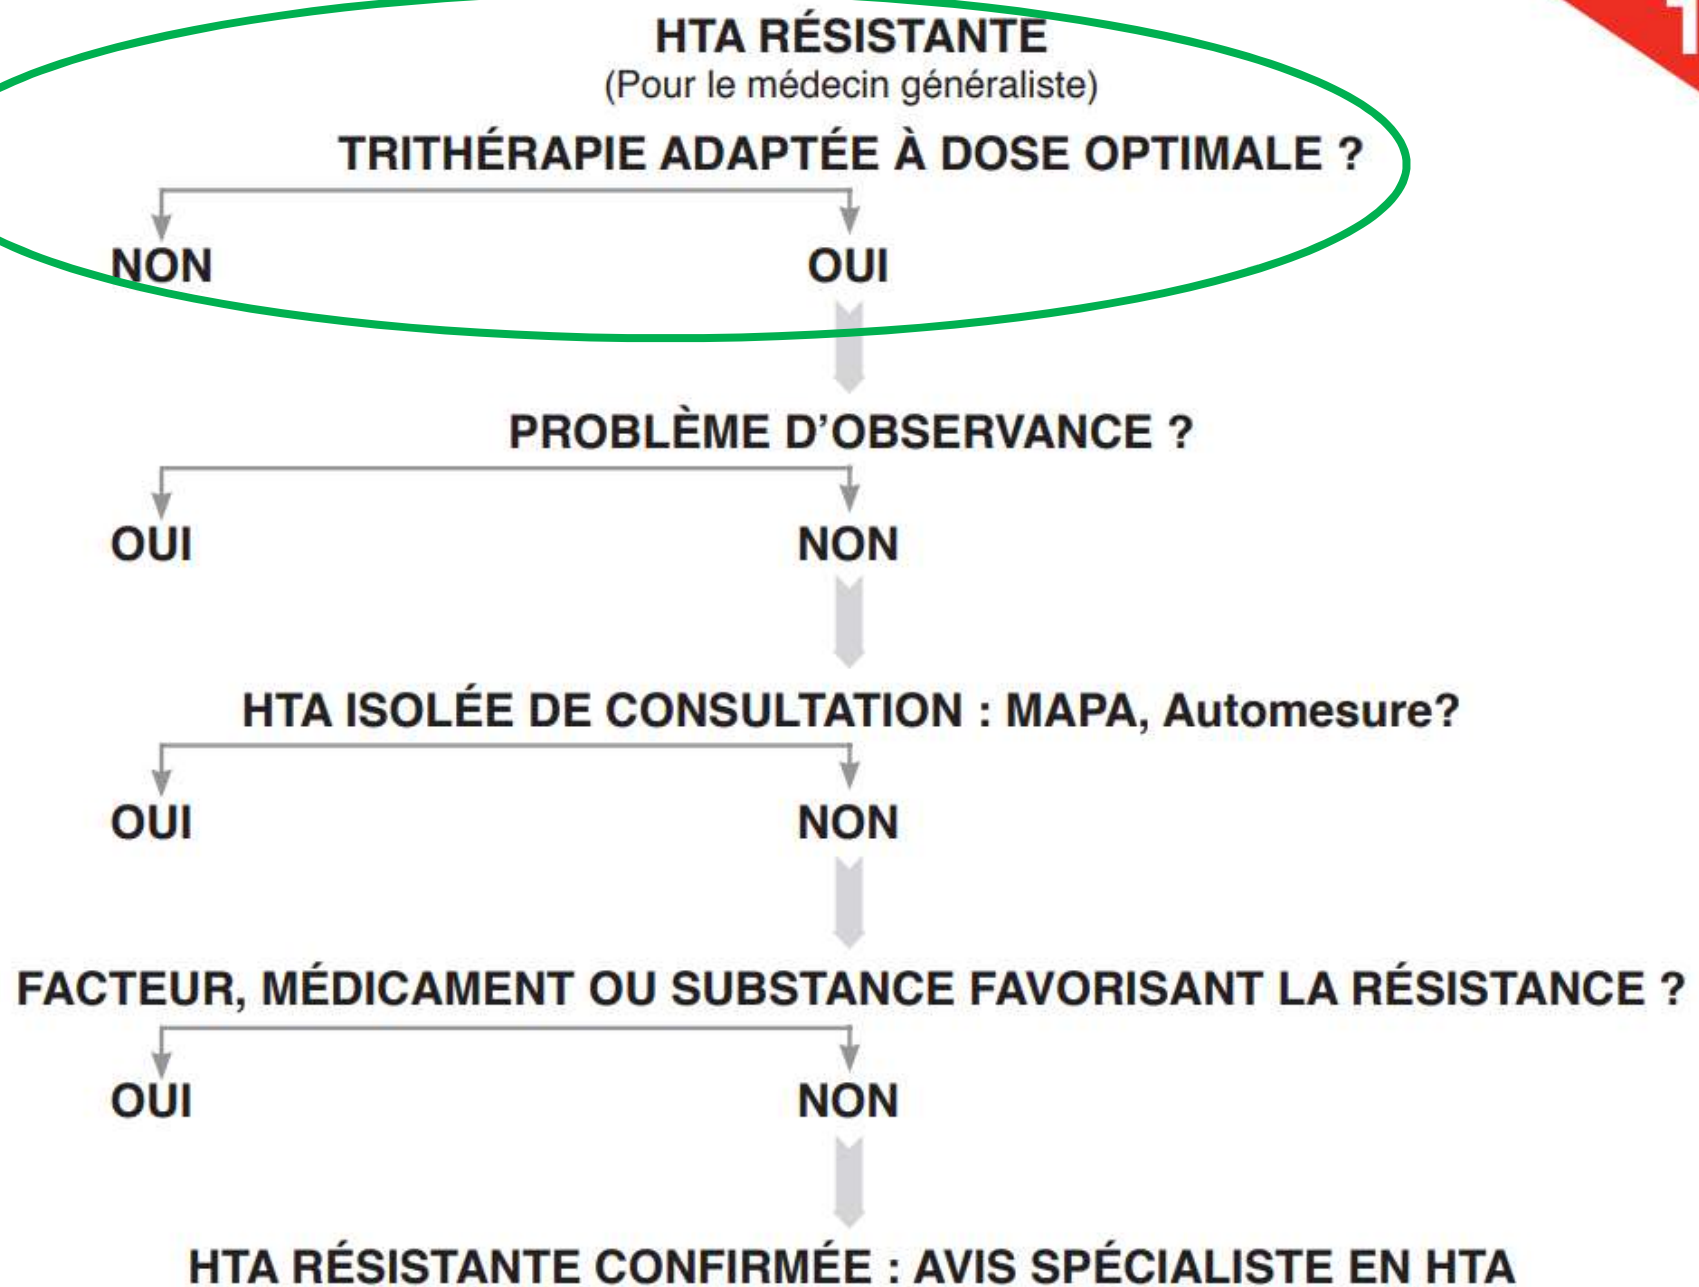 HTA RÉSISTANTE
(Pour le médecin généraliste)
TRITHÉRAPIE ADAPTÉE À DOSE OPTIMALE ?
NON OUI
PROBLÈME D’OBSERVANCE ?
OUI NON
HTA ISOLÉE DE CONSULTATION : MAPA, Automesure?
OUI NON
FACTEUR, MÉDICAMENT OU SUBSTANCE FAVORISANT LA RÉSISTANCE ?
OUI NON
HTA RÉSISTANTE CONFIRMÉE : AVIS SPÉCIALISTE EN HTA